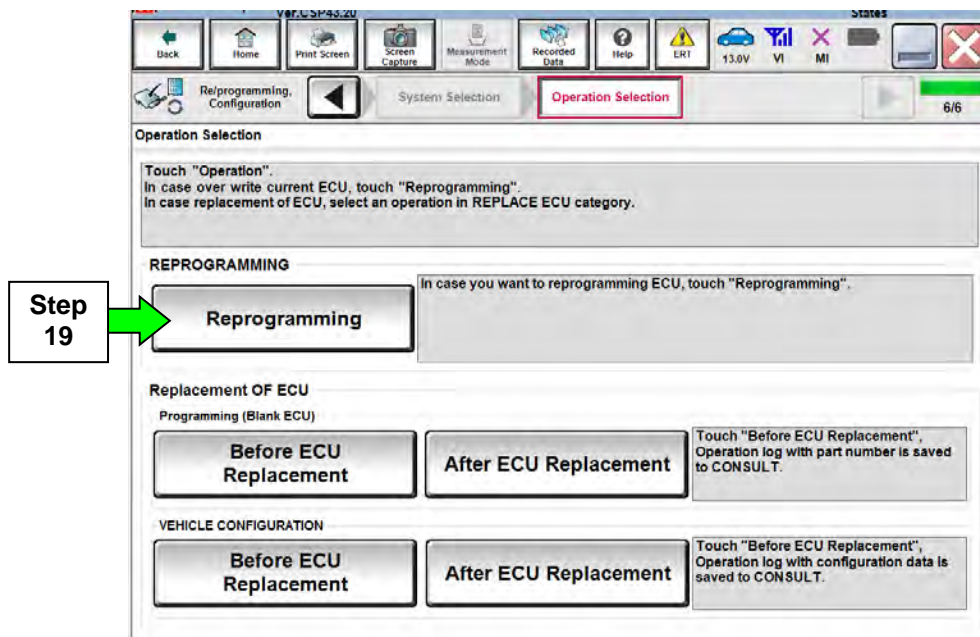 Ver.CSP43.20
States
Back
Home
Print Screen
Screen
Capture
Measurement
Mode
Recorded
Data
Help
ERT
13.0V
VI
MI
Re/programming,
Configuration
System Selection
Operation Selection
6/6
Operation Selection
Touch "Operation".
In case over write current ECU, touch "Reprogramming".
In case replacement of ECU, select an operation in REPLACE ECU category.
REPROGRAMMING
Step
19
Reprogramming
In case you want to reprogramming ECU, touch "Reprogramming".
Replacement OF ECU
Programming (Blank ECU)
Before ECU
Replacement
After ECU Replacement
Touch "Before ECU Replacement",
Operation log with part number is saved
to CONSULT.
VEHICLE CONFIGURATION
Before ECU
Replacement
After ECU Replacement
Touch "Before ECU Replacement",
Operation log with configuration data is
saved to CONSULT.